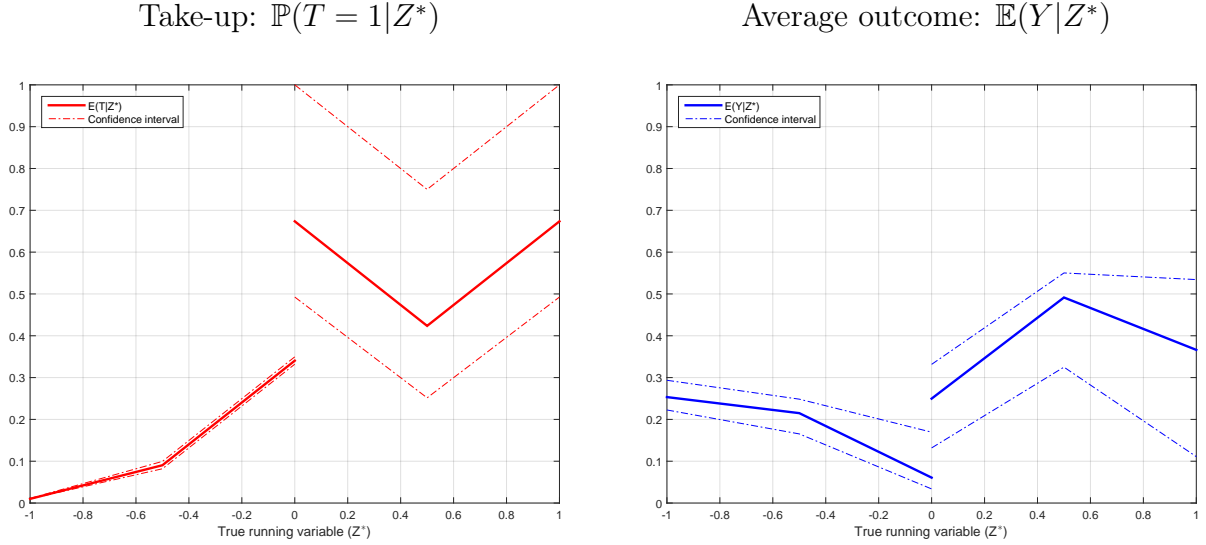 Take-up: ℙ(T = 1|Z*)
Average outcome: 𝔼(Y|Z*)
E(T|Z*)
Confidence interval
1
0.9
0.8
0.7
0.6
0.5
0.4
0.3
0.2
0.1
0
-1 -0.8 -0.6 -0.4 -0.2 0 0.2 0.4 0.6 0.8 1
True running variable (Z*)
E(Y|Z*)
Confidence interval
1
0.9
0.8
0.7
0.6
0.5
0.4
0.3
0.2
0.1
0
-1 -0.8 -0.6 -0.4 -0.2 0 0.2 0.4 0.6 0.8 1
True running variable (Z*)